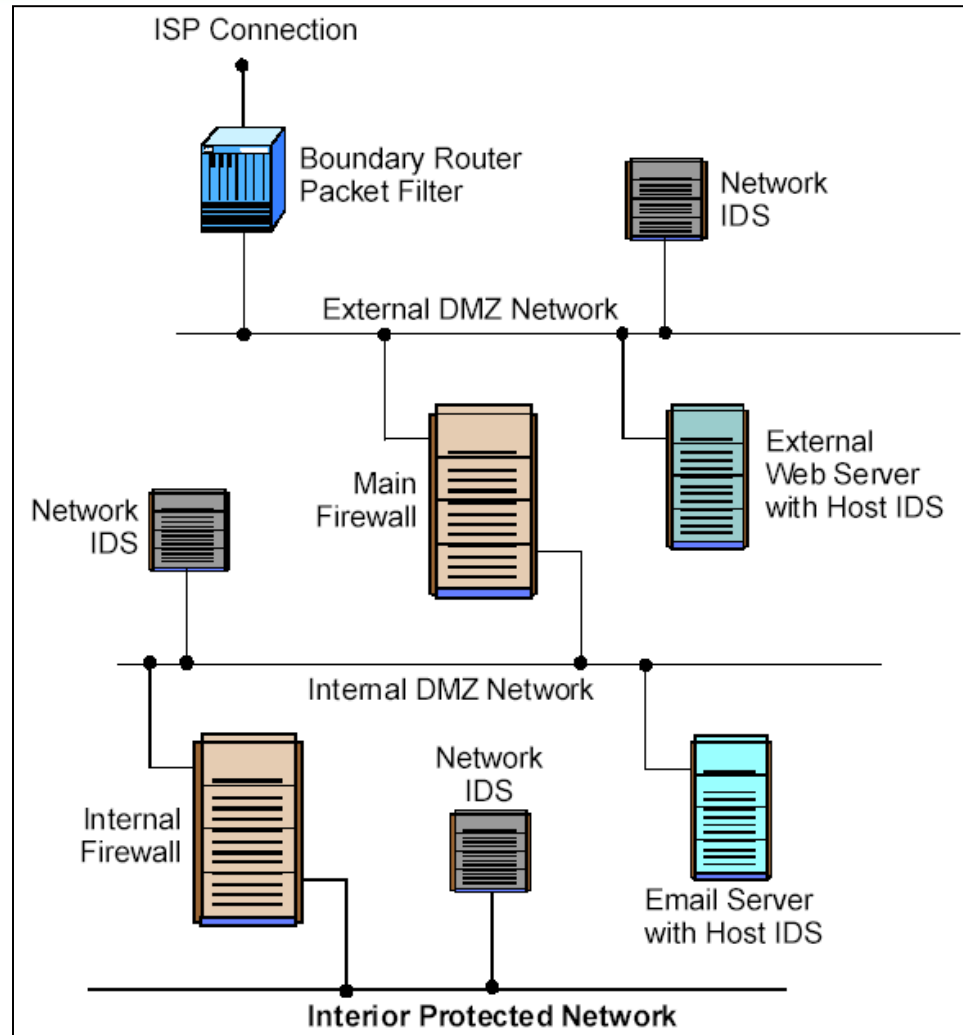 ISP Connection
Boundary Router
Packet Filter
Network
IDS
External DMZ Network
Main
Firewall
External
Web Server
with Host IDS
Network
IDS
Internal DMZ Network
Internal
Firewall
Network
IDS
Email Server
with Host IDS
Interior Protected Network